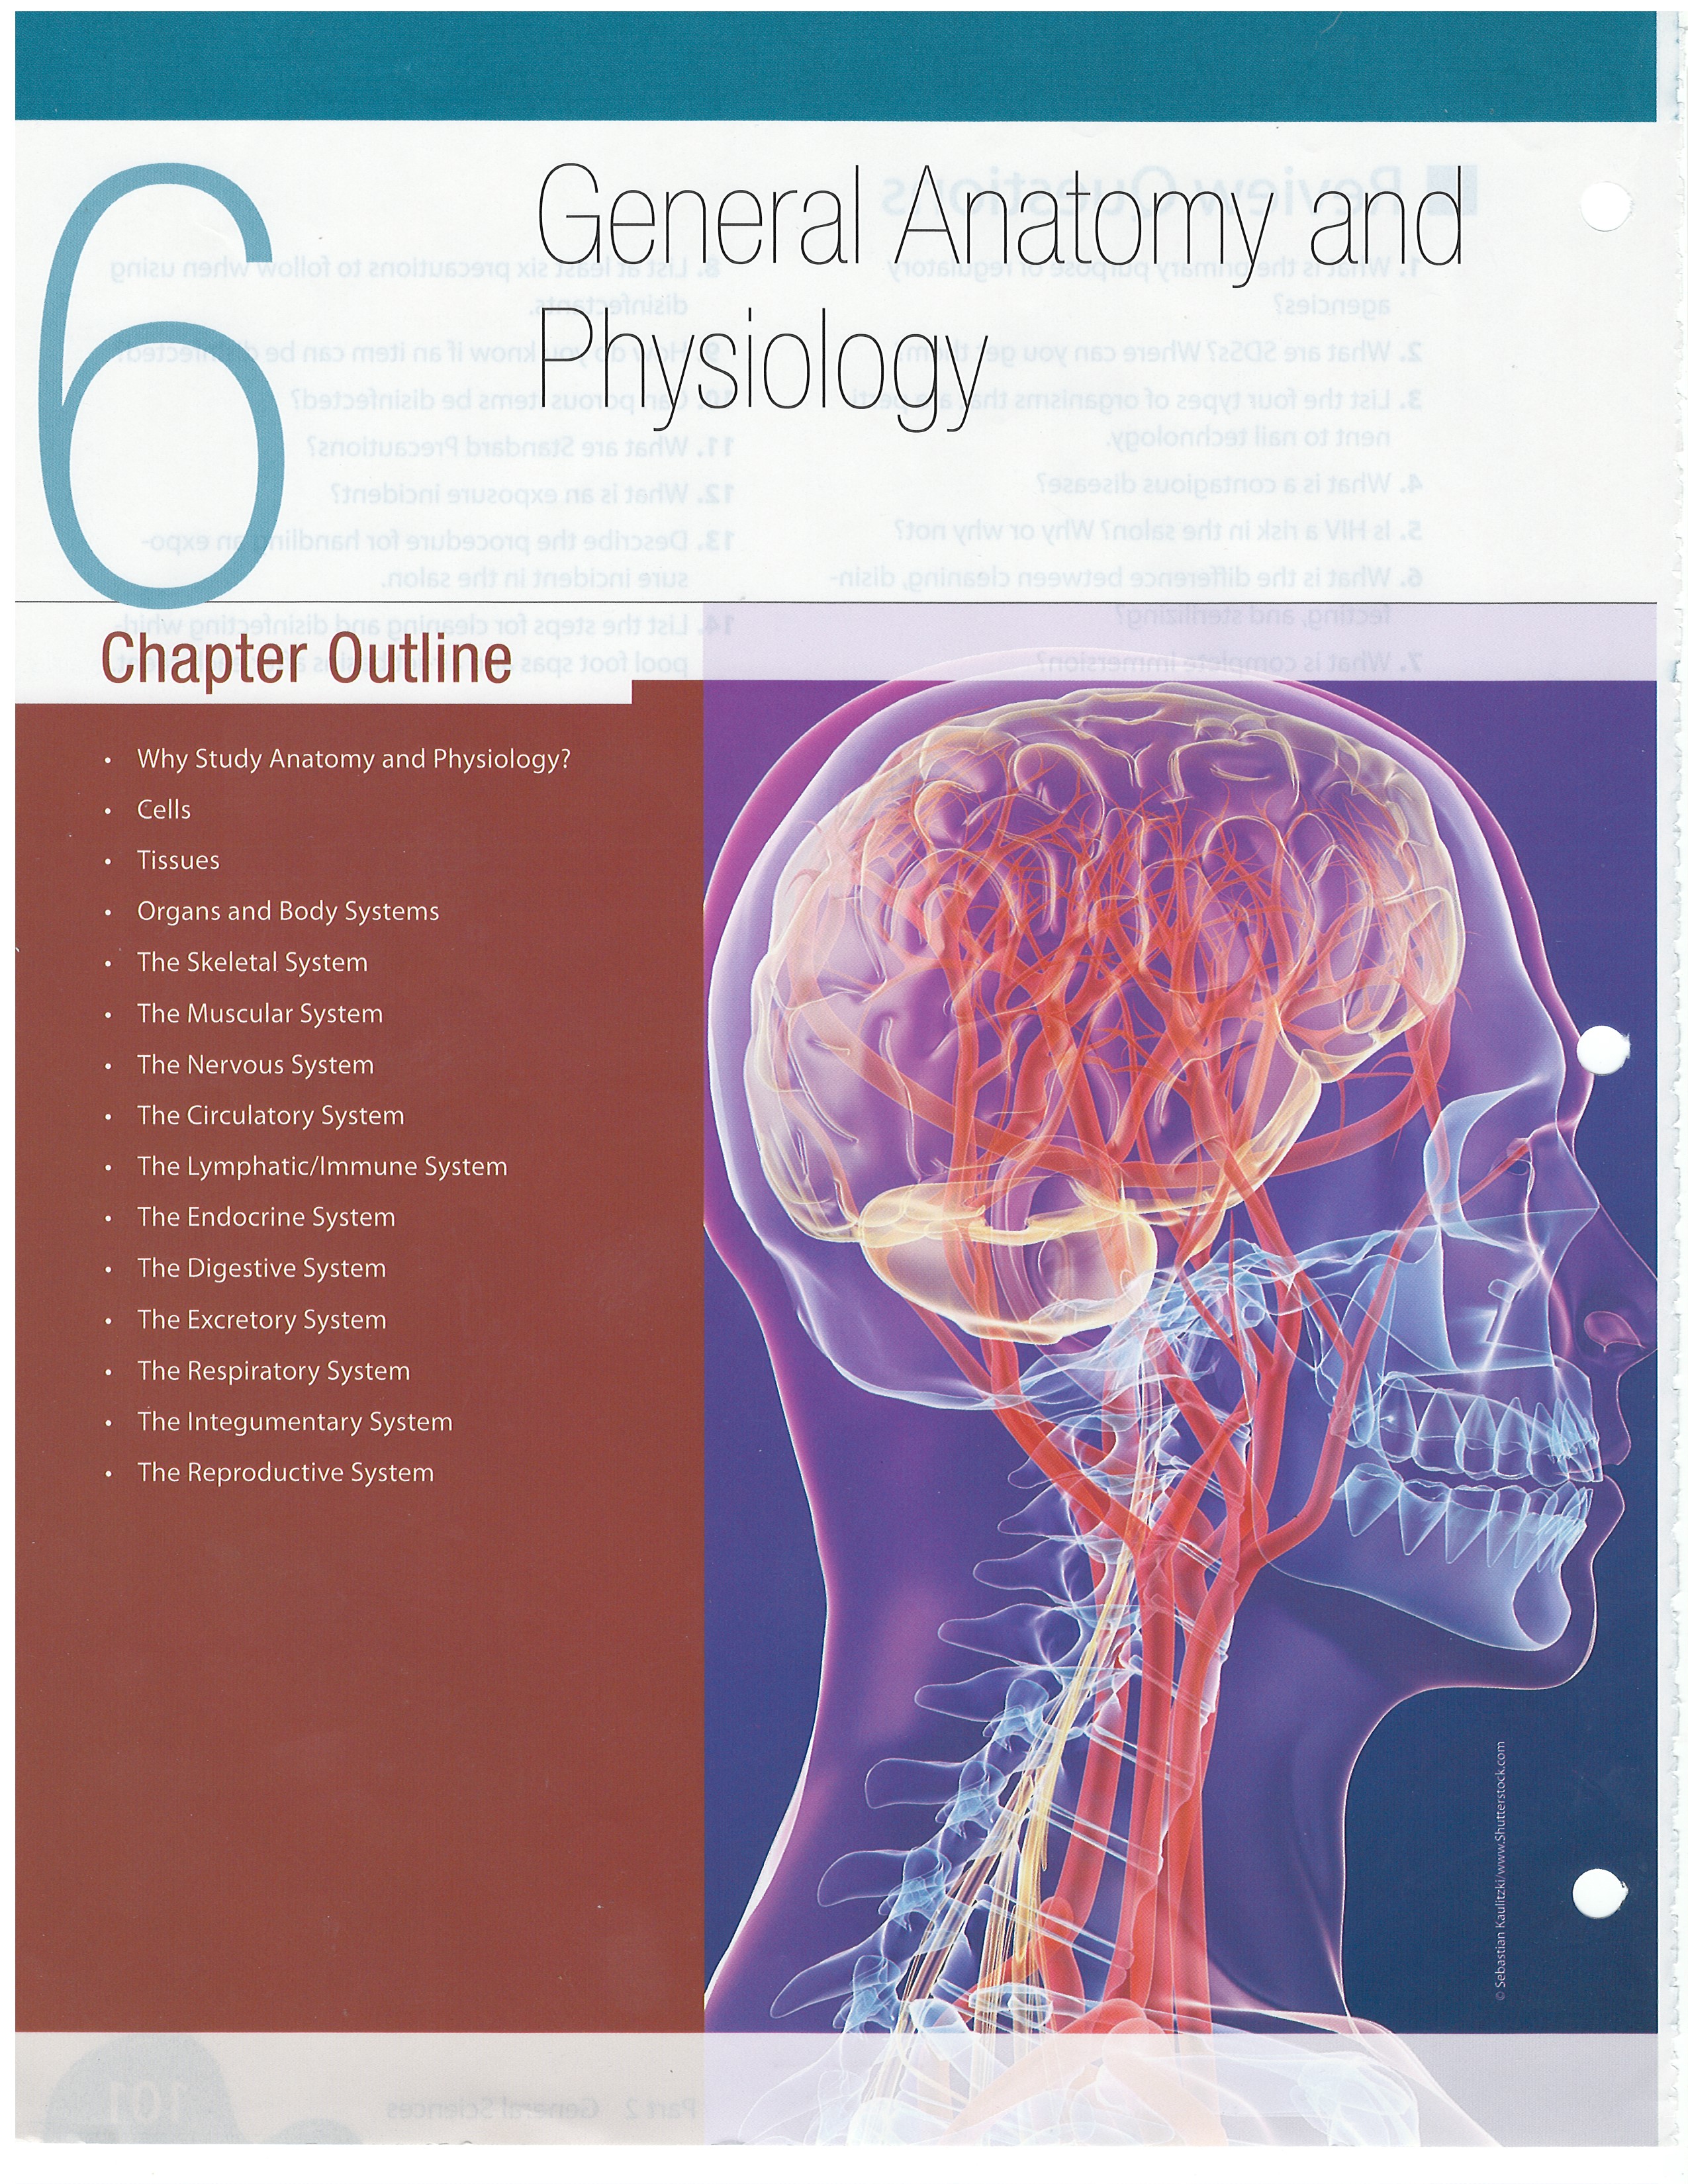 6
General Anatomy and
Physiology
Chapter Outline
• Why Study Anatomy and Physiology?
• Cells
• Tissues
• Organs and Body Systems
• The Skeletal System
• The Muscular System
• The Nervous System
• The Circulatory System
• The Lymphatic/Immune System
• The Endocrine System
• The Digestive System
• The Excretory System
• The Respiratory System
• The Integumentary System
• The Reproductive System
© Sebastian Kaulitzki/www.Shutterstock.com